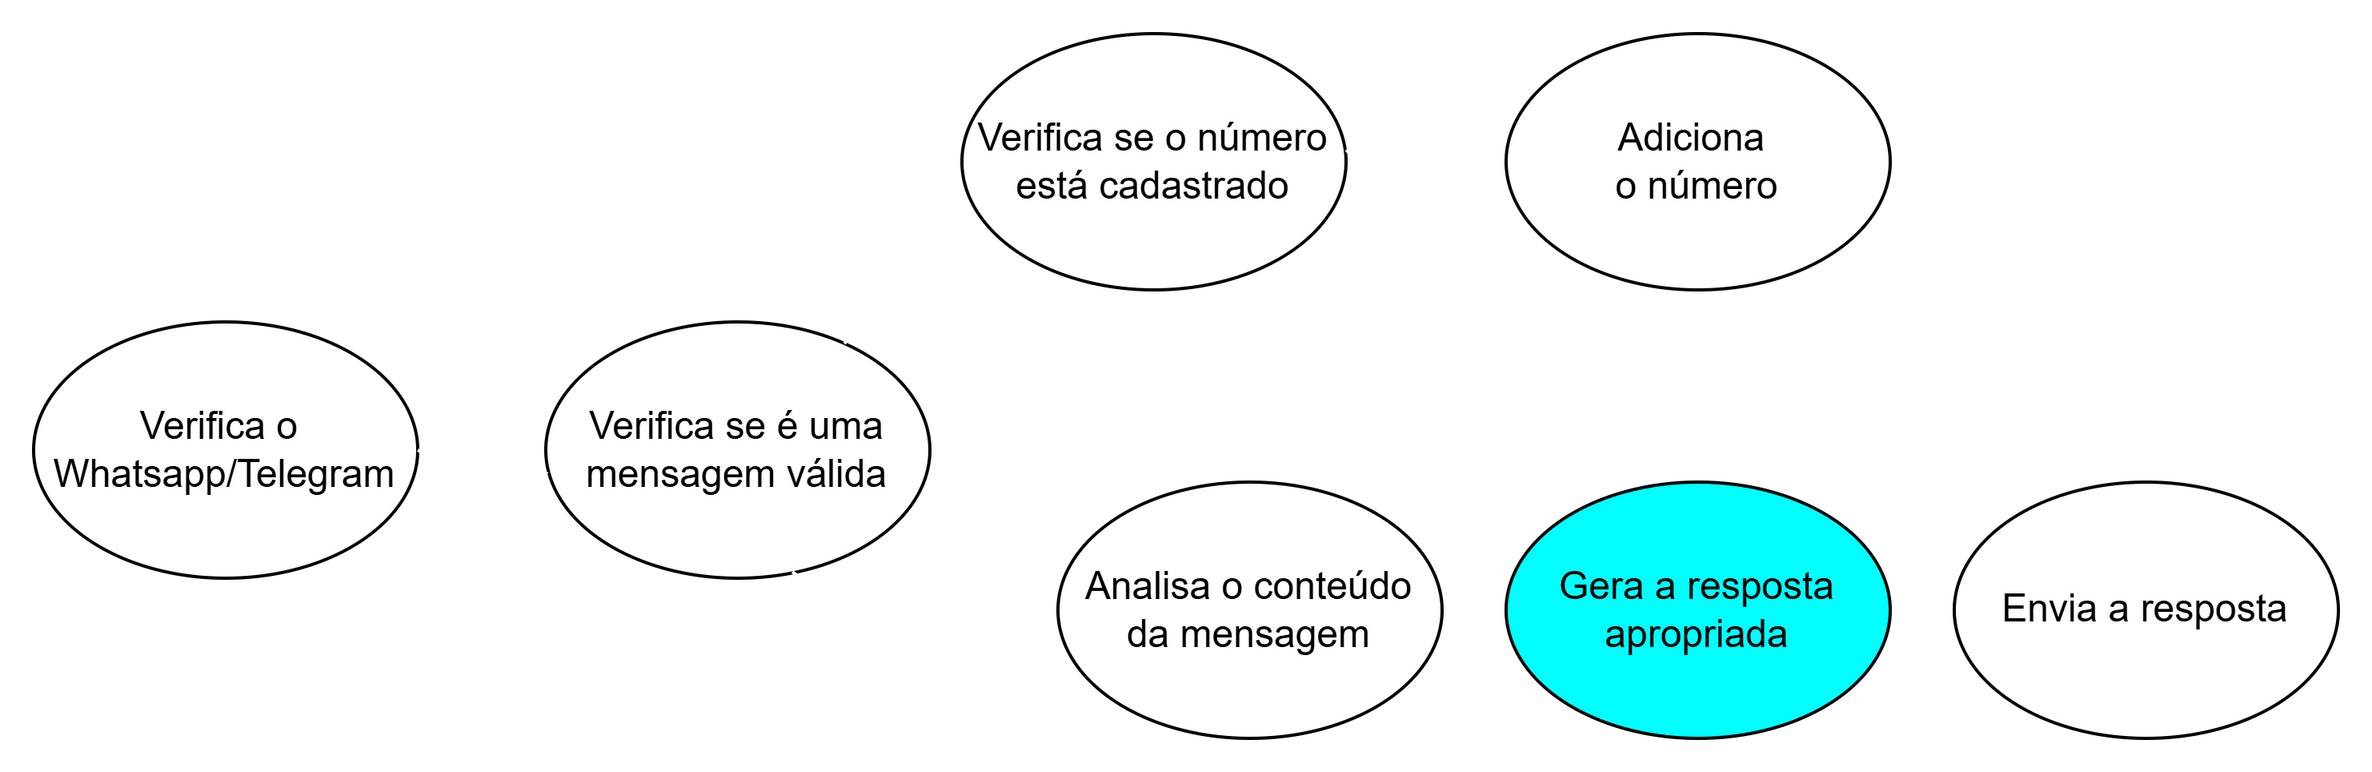 Verifica se o número
está cadastrado
Adiciona
o número
Verifica o
Whatsapp/Telegram
Verifica se é uma
mensagem válida
Analisa o conteúdo
da mensagem
Gera a resposta
apropriada
Envia a resposta